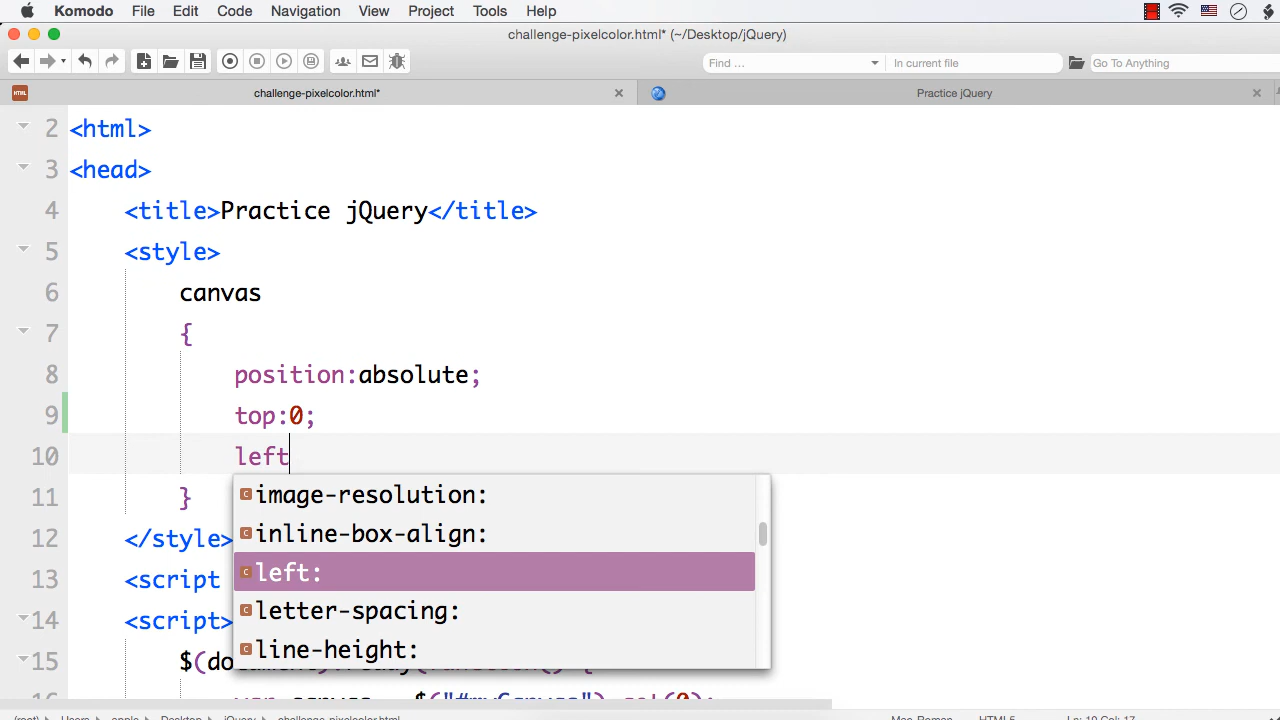 Komodo File Edit Code Navigation View Project Tools Help
challenge-pixelcolor.html* (~/Desktop/jQuery)
Find ... In current file Go To Anything
HTML challenge-pixelcolor.html* Practice jQuery
2 <html>
3 <head>
4 <title>Practice jQuery</title>
5 <style>
6 canvas
7 {
8 position:absolute;
9 top:0;
10 left
image-resolution:
11 }
inline-box-align:
12 </style>
left:
13 <script
letter-spacing:
14 <script>
line-height:
15 $(do